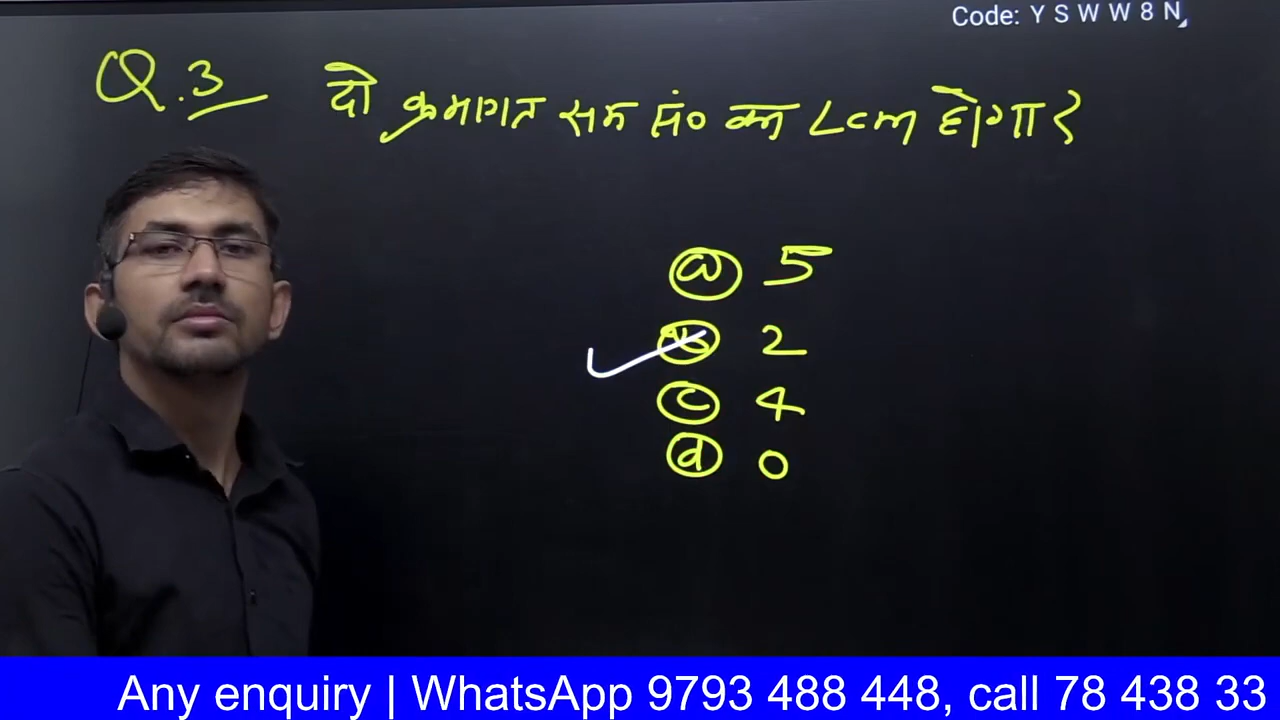 Code: Y S W W 8 N
Q.3 दो क्रमागत सम सं० का LCM होगा?
(a) 5
(b) 2
(c) 4
(d) 0
Any enquiry | WhatsApp 9793 488 448, call 78 438 33